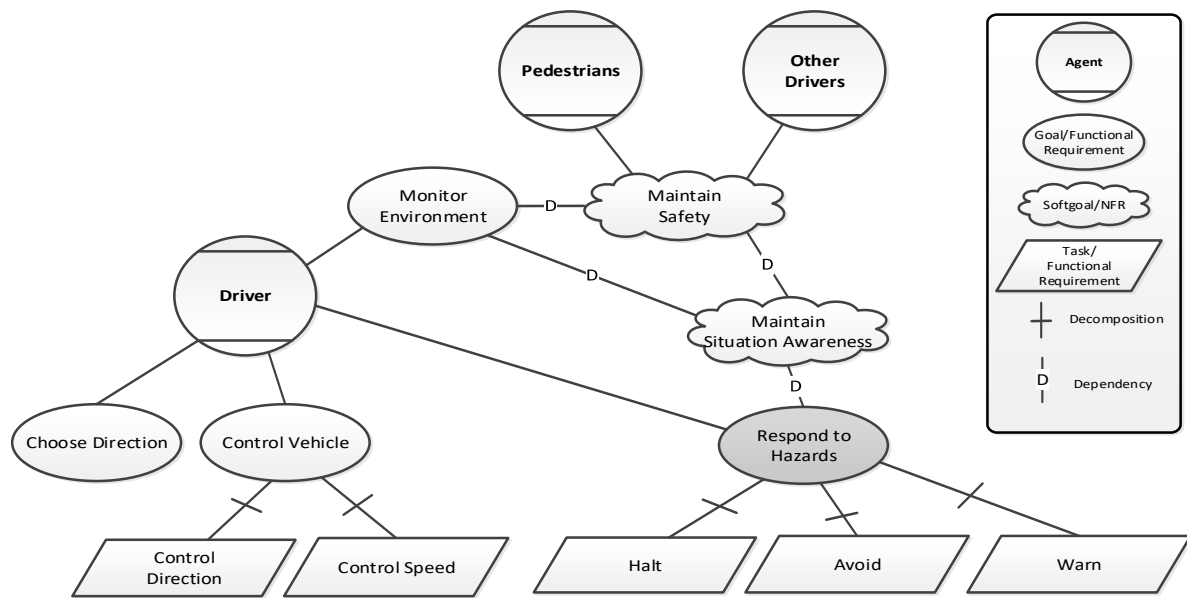 Pedestrians
Other
Drivers
Monitor
Environment
D
Maintain
Safety
D
D
Driver
Maintain
Situation Awareness
D
Choose Direction
Control Vehicle
Respond to
Hazards
Control
Direction
Control Speed
Halt
Avoid
Warn
Agent
Goal/Functional
Requirement
Softgoal/NFR
Task/
Functional
Requirement
Decomposition
D
Dependency